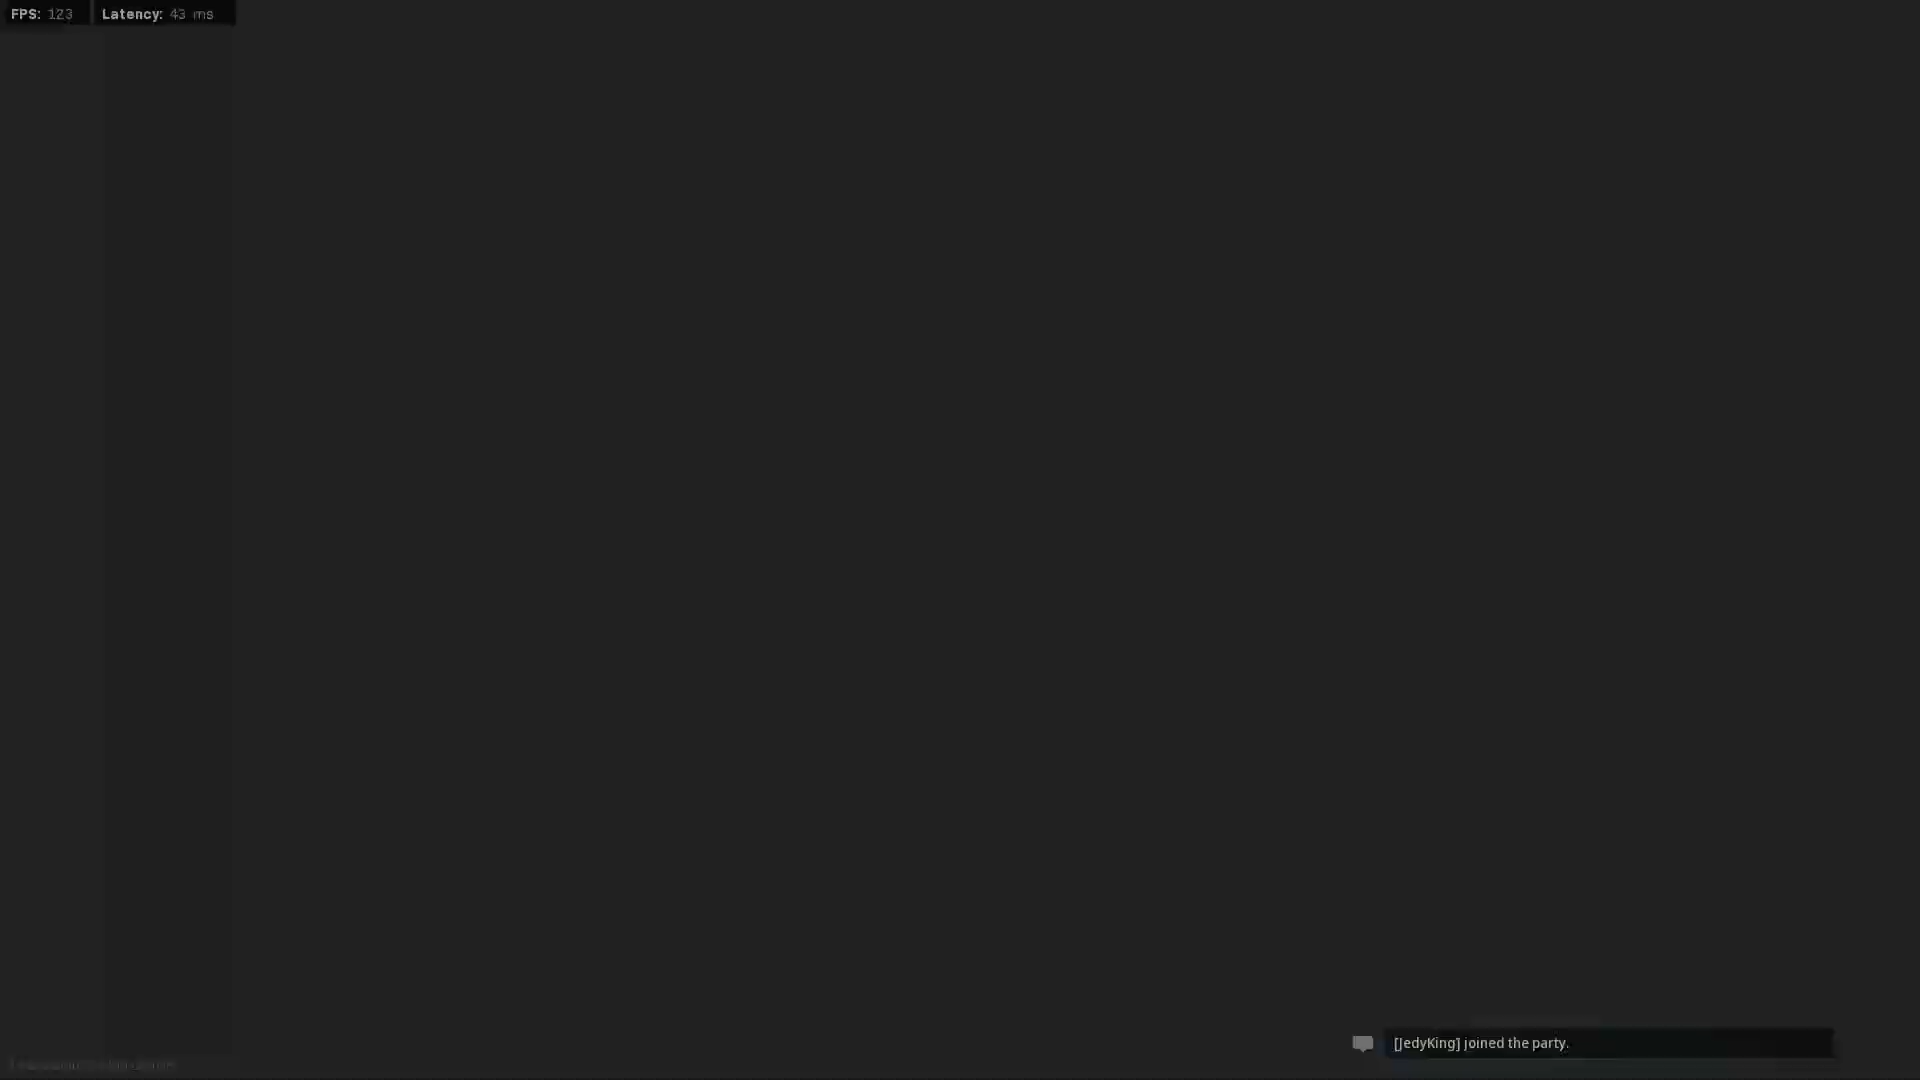 FPS: 123
Latency: 43 ms
[JedyKing] joined the party.